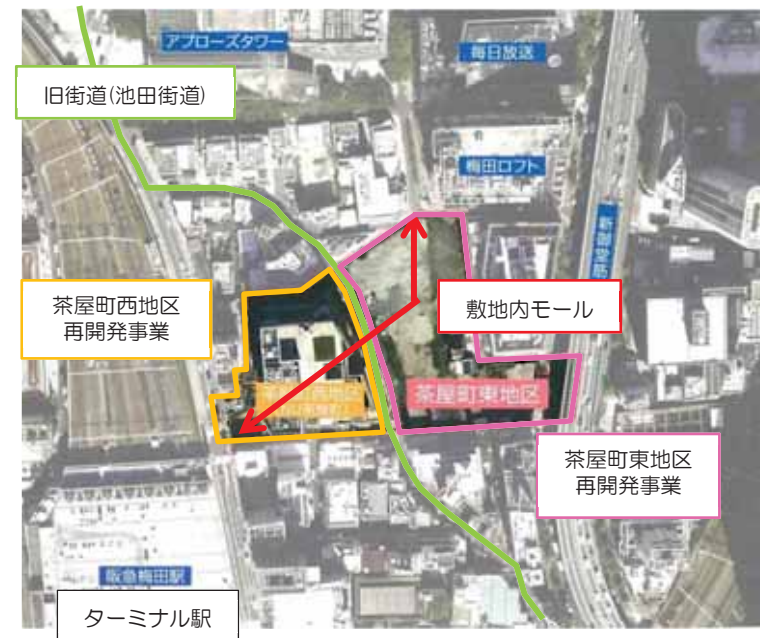 アプローズタワー
毎日放送
旧街道(池田街道)
梅田ロフト
新御堂筋
茶屋町西地区
再開発事業
敷地内モール
茶屋町東地区
茶屋町東地区
再開発事業
阪急梅田駅
ターミナル駅